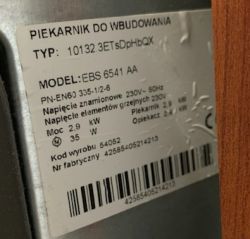 PIEKARNIK DO WBUDOWANIA
TYP: 10132.3ETsDpHbQX
MODEL: EBS 6541 AA
PN-EN60 335-1/2-6
Napięcie znamionowe 230V~ 50Hz
Napięcie elementów grzejnych 230V
Moc 2,9 kW
M 35 W
Kod wyrobu 54052
Nr fabryczny 42585405214213
42585405214213